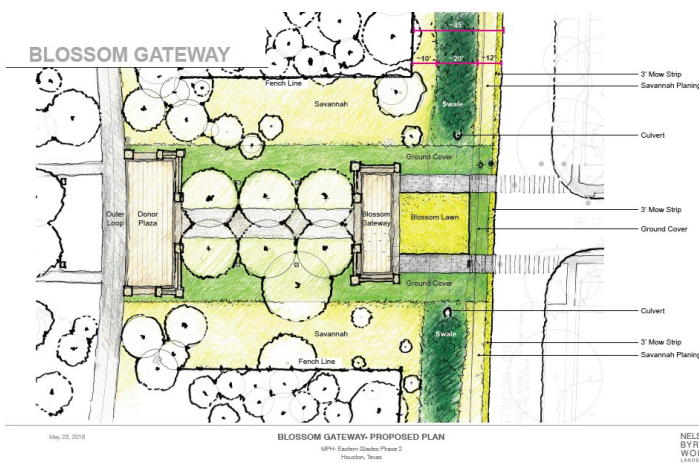 BLOSSOM GATEWAY
~45'
~10'
~20'
~12'
3' Mow Strip
Savannah Planing
Fench Line
Savannah
Swale
Culvert
Ground Cover
Outer
Loop
Donor
Plaza
Blossom
Gateway
Blossom Lawn
3' Mow Strip
Ground Cover
Ground Cover
Culvert
Savannah
Swale
3' Mow Strip
Savannah Planing
Fench Line
May 23, 2018
BLOSSOM GATEWAY- PROPOSED PLAN
MPH- Eastern Glades Phase 2
Houston, Texas
NELS
BYR
WOL
LANDS